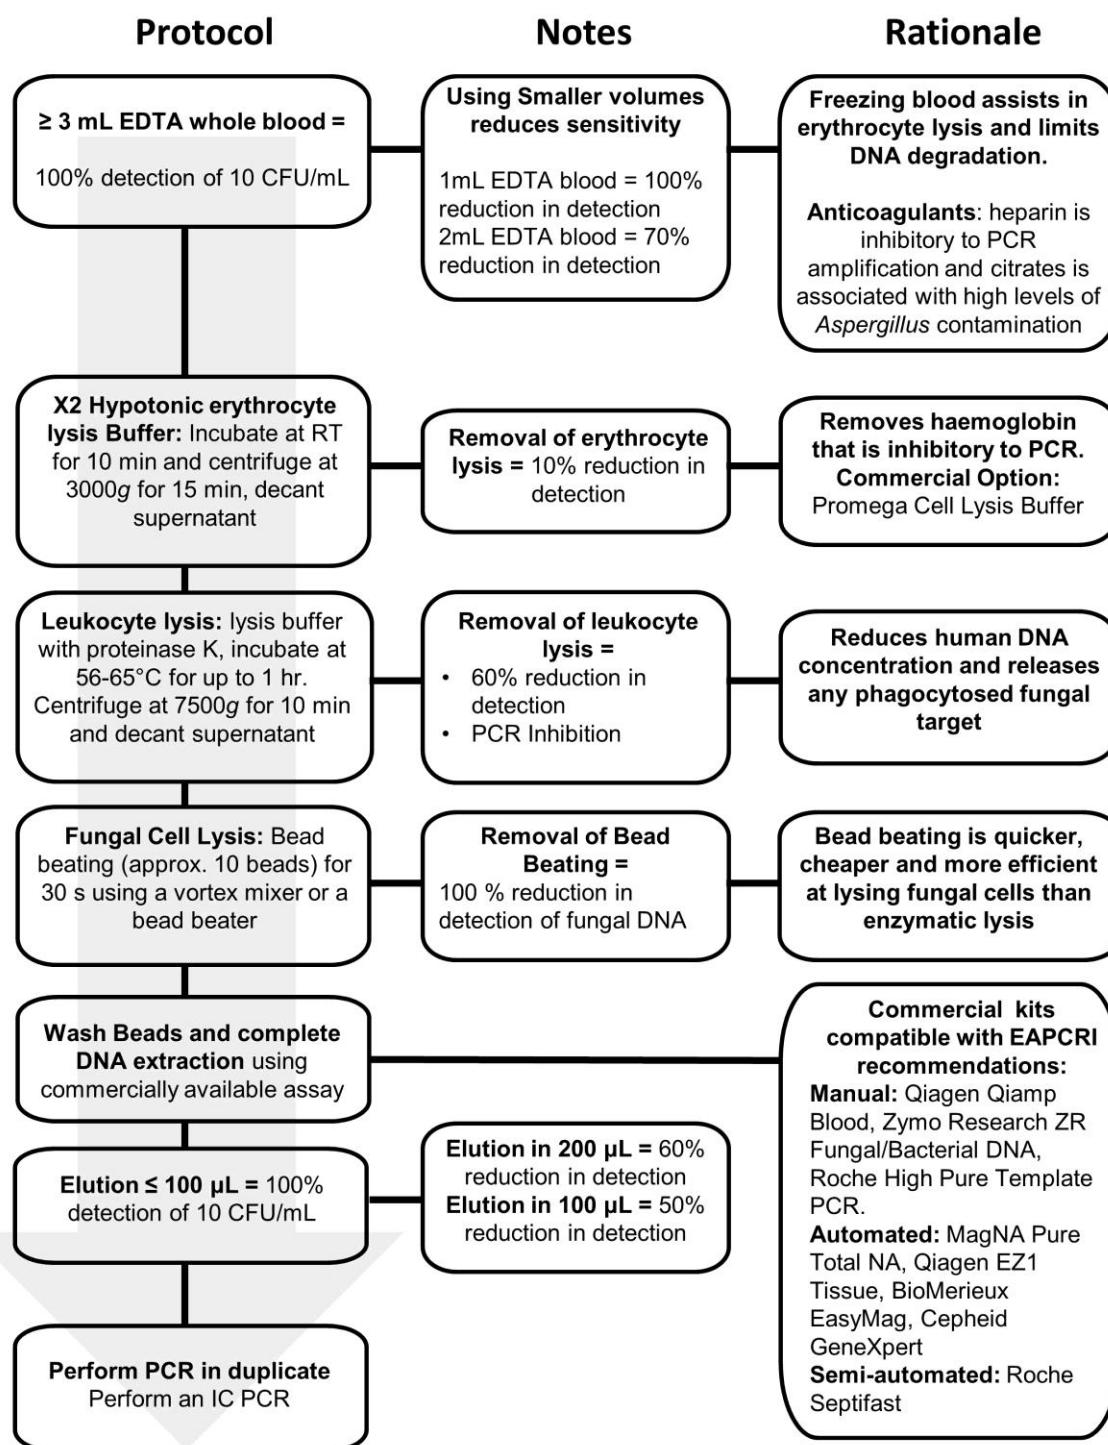 Protocol
Notes
Rationale
≥ 3 mL EDTA whole blood =
100% detection of 10 CFU/mL
Using Smaller volumes
reduces sensitivity
1mL EDTA blood = 100%
reduction in detection
2mL EDTA blood = 70%
reduction in detection
Freezing blood assists in
erythrocyte lysis and limits
DNA degradation.
Anticoagulants: heparin is
inhibitory to PCR
amplification and citrates is
associated with high levels of
Aspergillus contamination
X2 Hypotonic erythrocyte
lysis Buffer: Incubate at RT
for 10 min and centrifuge at
3000g for 15 min, decant
supernatant
Removal of erythrocyte
lysis = 10% reduction in
detection
Removes haemoglobin
that is inhibitory to PCR.
Commercial Option:
Promega Cell Lysis Buffer
Leukocyte lysis: lysis buffer
with proteinase K, incubate at
56-65°C for up to 1 hr.
Centrifuge at 7500g for 10 min
and decant supernatant
Removal of leukocyte
lysis =
• 60% reduction in
detection
• PCR Inhibition
Reduces human DNA
concentration and releases
any phagocytosed fungal
target
Fungal Cell Lysis: Bead
beating (approx. 10 beads) for
30 s using a vortex mixer or a
bead beater
Removal of Bead
Beating =
100 % reduction in
detection of fungal DNA
Bead beating is quicker,
cheaper and more efficient
at lysing fungal cells than
enzymatic lysis
Wash Beads and complete
DNA extraction using
commercially available assay
Commercial kits
compatible with EAPCRI
recommendations:
Manual: Qiagen Qiamp
Blood, Zymo Research ZR
Fungal/Bacterial DNA,
Roche High Pure Template
PCR.
Automated: MagNA Pure
Total NA, Qiagen EZ1
Tissue, BioMerieux
EasyMag, Cepheid
GeneXpert
Semi-automated: Roche
Septifast
Elution ≤ 100 µL = 100%
detection of 10 CFU/mL
Elution in 200 µL = 60%
reduction in detection
Elution in 100 µL = 50%
reduction in detection
Perform PCR in duplicate
Perform an IC PCR